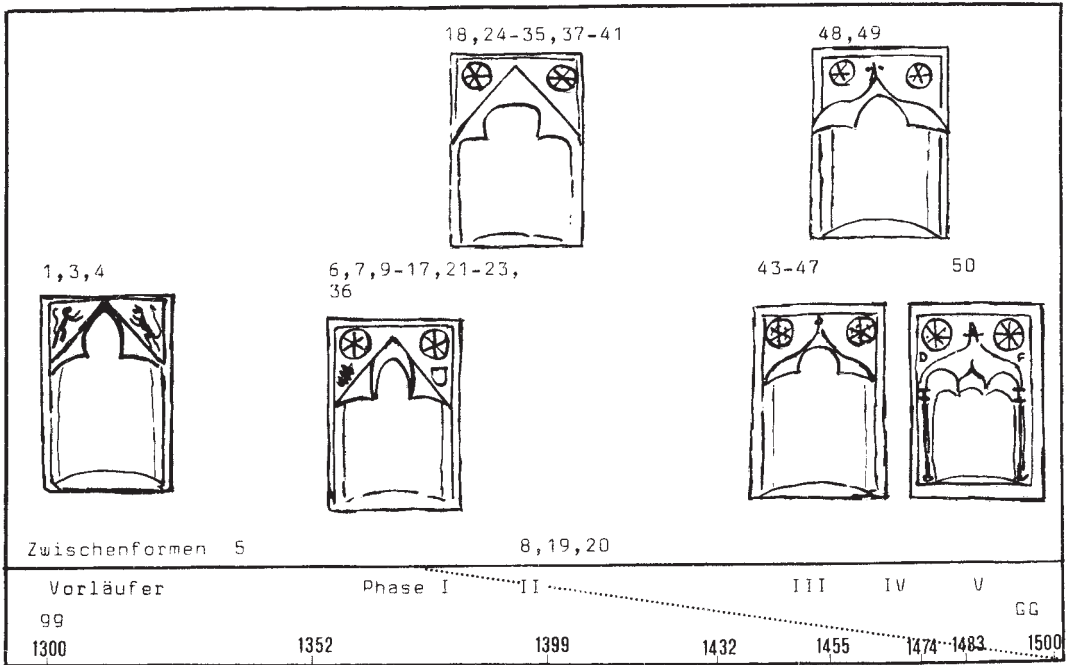 18,24-35,37-41
48,49
1,3,4
6,7,9-17,21-23,
36
43-47
50
D F
Zwischenformen 5 8,19,20
Vorläufer Phase I II III IV V
gg GG
1300 1352 1399 1432 1455 1474 1483 1500